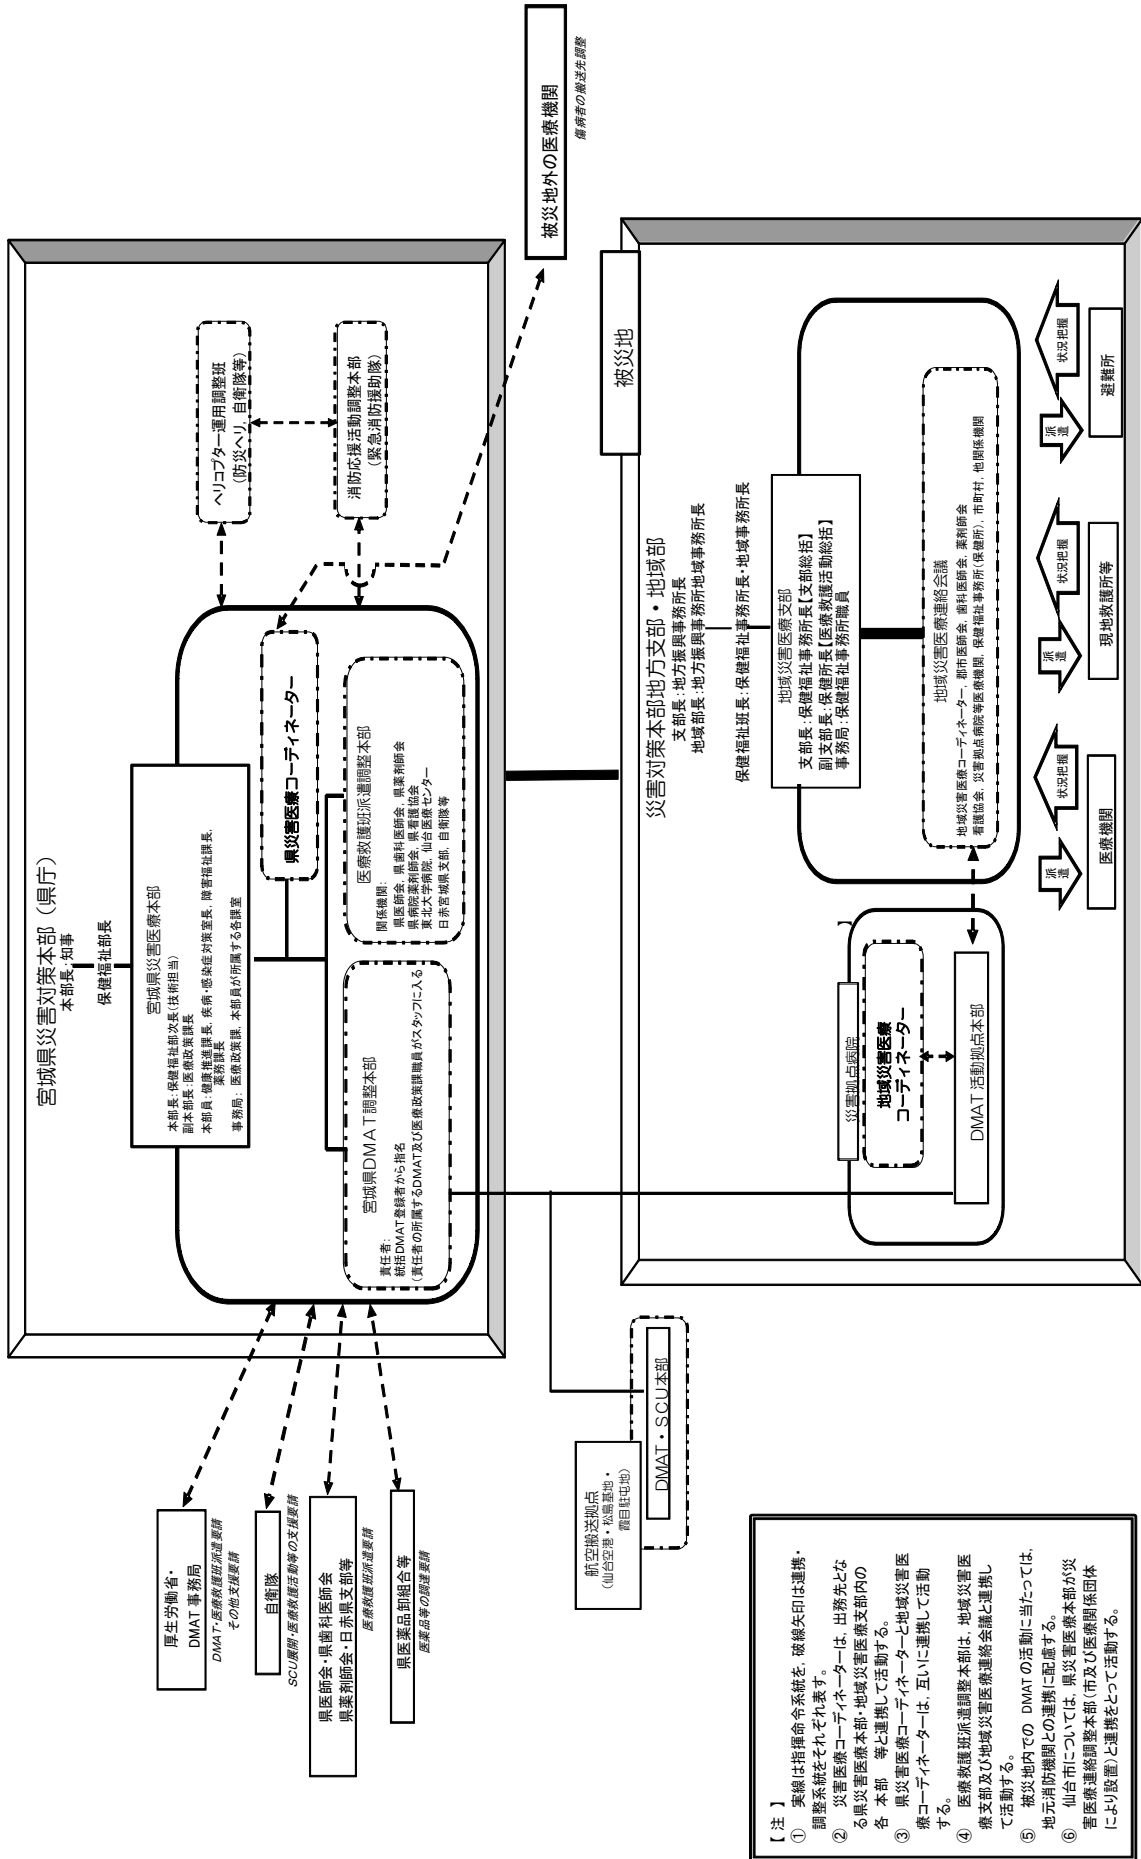 宮城県災害対策本部（県庁）
本部長：知事
保健福祉部長
宮城県災害医療本部
本部長：保健福祉部次長（技術担当）
副本部長：医療政策課長
本部員：健康推進課長，疾病・感染症対策室長，障害福祉課長，
薬務課長
事務局：医療政策課，本部員が所属する各課室
県災害医療コーディネーター
宮城県DMAT調整本部
責任者：
統括DMAT登録者から指名
（責任者の所属するDMAT及び医療政策課職員がスタッフに入る
医療救護班派遣調整本部
関係機関：
県医師会，県歯科医師会，県薬剤師会
県病院薬剤師会，県看護協会
東北大学病院，仙台医療センター
日赤宮城県支部，自衛隊等
ヘリコプター運用調整班
（防災ヘリ，自衛隊等）
消防応援活動調整本部
（緊急消防援助隊）
被災地外の医療機関
傷病者の搬送先調整
厚生労働省・
DMAT事務局
DMAT・医療救護班派遣要請
その他支援要請
自衛隊
SCU展開・医療救護活動等の支援要請
県医師会・県歯科医師会
県薬剤師会・日赤県支部等
医療救護班派遣要請
県医薬品卸組合等
医薬品等の調達要請
航空搬送拠点
（仙台空港・松島基地・
霞目駐屯地）
DMAT・SCU本部
被災地
災害対策本部地方支部・地域部
支部長：地方振興事務所長
地域部長：地方振興事務所地域事務所長
保健福祉班長：保健福祉事務所長・地域事務所長
地域災害医療支部
支部長：保健福祉事務所長【支部総括】
副支部長：保健所長【医療救護活動総括】
事務局：保健福祉事務所職員
地域災害医療連絡会議
地域災害医療コーディネーター，郡市医師会，歯科医師会，薬剤師会
看護協会，災害拠点病院等医療機関，保健福祉事務所（保健所），市町村，他関係機関
災害拠点病院
】
地域災害医療
コーディネーター
DMAT活動拠点本部
派遣
状況把握
医療機関
派遣
状況把握
現地救護所等
派遣
状況把握
避難所
【注】
①　実線は指揮命令系統を，破線矢印は連携・
調整系統をそれぞれ表す。
②　災害医療コーディネーターは，出務先とな
る県災害医療本部・地域災害医療支部内の
各　本部　等と連携して活動する。
③　県災害医療コーディネーターと地域災害医
療コーディネーターは，互いに連携して活動
する。
④　医療救護班派遣調整本部は，地域災害医
療支部及び地域災害医療連絡会議と連携し
て活動する。
⑤　被災地内での DMAT の活動に当たっては，
地元消防機関との連携に配慮する。
⑥　仙台市については，県災害医療本部が災
害医療連絡調整本部（市及び医療関係団体
により設置）と連携をとって活動する。